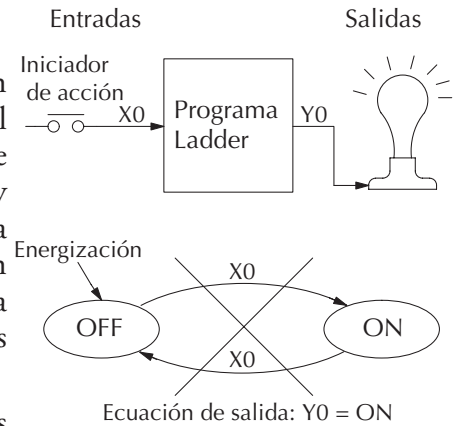 Entradas
Salidas
Iniciador
de acción
X0
Programa
Ladder
Y0
Energización
X0
OFF
ON
X0
Ecuación de salida: Y0 = ON